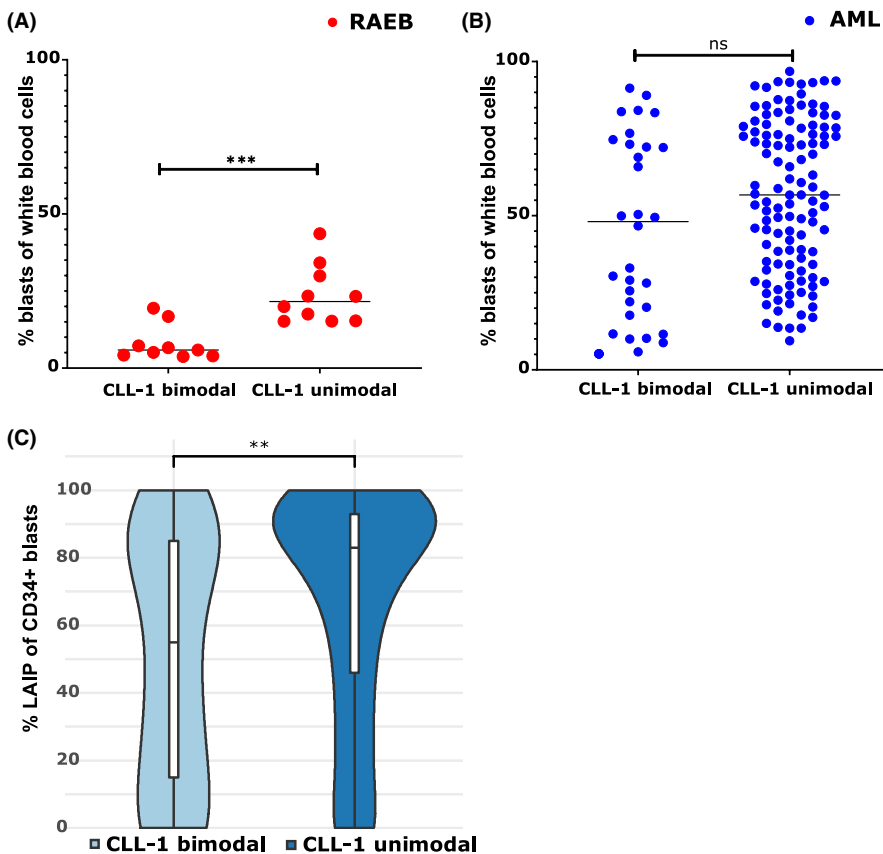 (A)
RAEB
% blasts of white blood cells
100
50
0
***
CLL-1 bimodal
CLL-1 unimodal
(B)
AML
% blasts of white blood cells
100
50
0
ns
CLL-1 bimodal
CLL-1 unimodal
(C)
% LAIP of CD34+ blasts
100
80
60
40
20
0
**
CLL-1 bimodal
CLL-1 unimodal